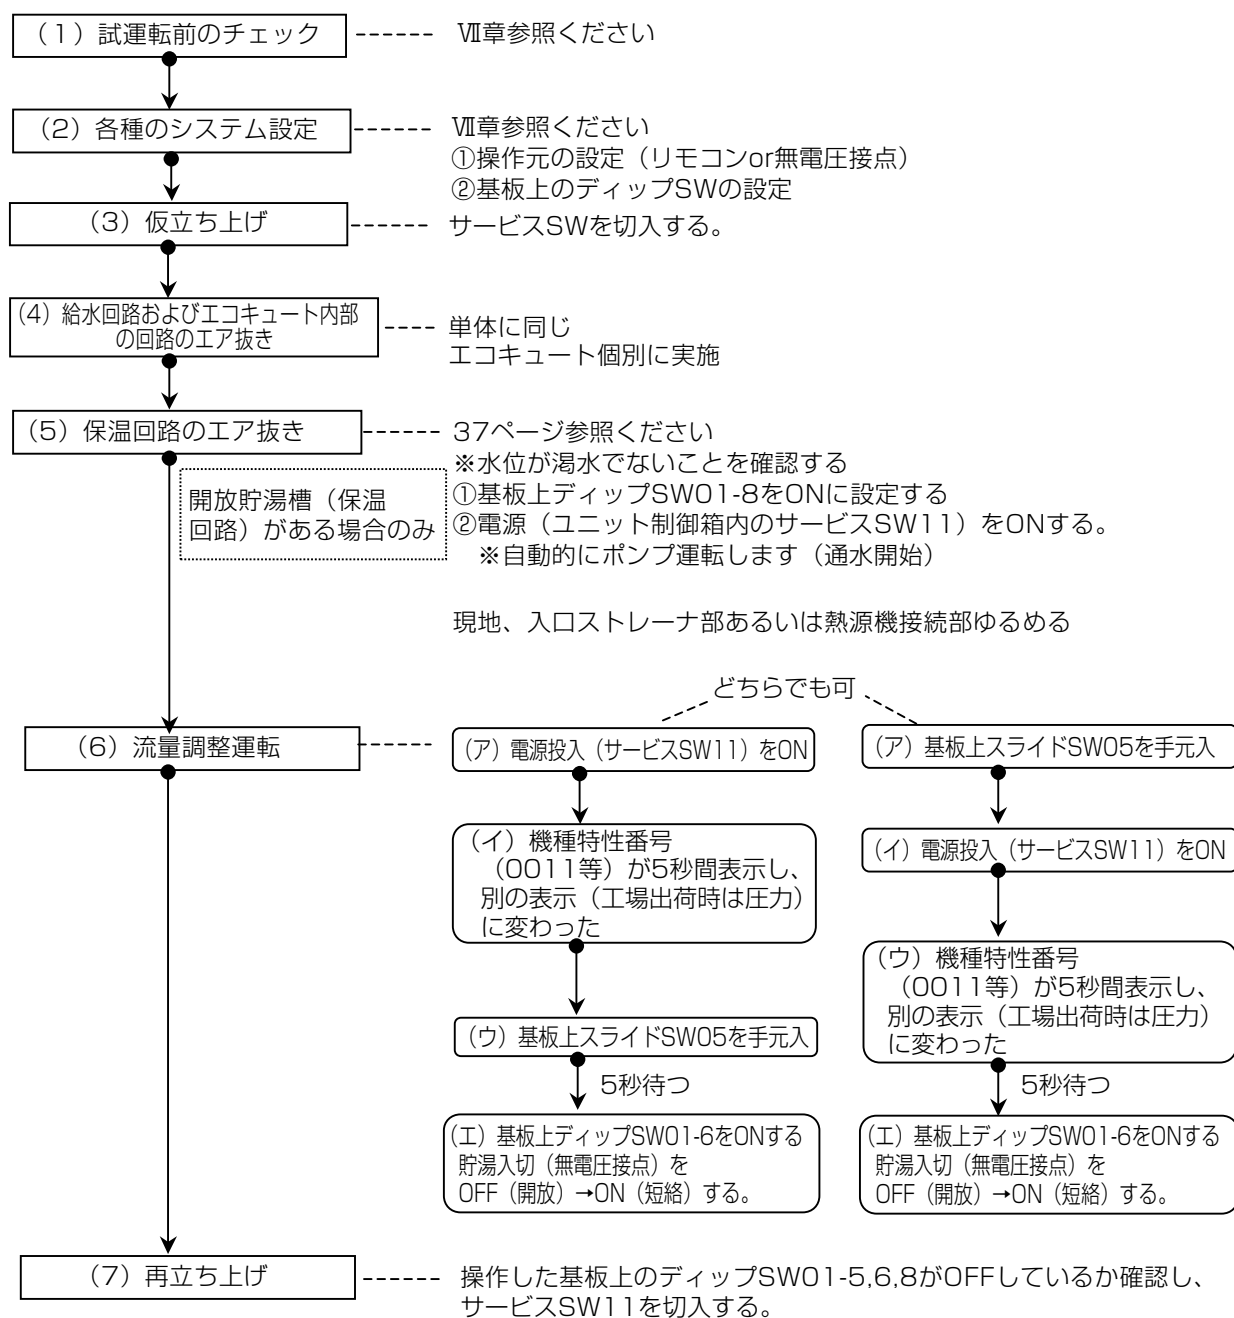 (1) 試運転前のチェック
Ⅶ章参照ください
(2) 各種のシステム設定
Ⅶ章参照ください
①操作元の設定（リモコンor無電圧接点）
②基板上のディップSWの設定
(3) 仮立ち上げ
サービスSWを切入する。
(4) 給水回路およびエコキュート内部
の回路のエア抜き
単体に同じ
エコキュート個別に実施
(5) 保温回路のエア抜き
37ページ参照ください
※水位が渇水でないことを確認する
①基板上ディップSW01-8をONに設定する
②電源（ユニット制御箱内のサービスSW11）をONする。
※自動的にポンプ運転します（通水開始）
開放貯湯槽（保温
回路）がある場合のみ
現地、入口ストレーナ部あるいは熱源機接続部ゆるめる
どちらでも可
(6) 流量調整運転
(ア) 電源投入（サービスSW11）をON
(イ) 機種特性番号
（0011等）が5秒間表示し、
別の表示（工場出荷時は圧力）
に変わった
(ウ) 基板上スライドSW05を手元入
5秒待つ
(エ) 基板上ディップSW01-6をONする
貯湯入切（無電圧接点）を
OFF（開放）→ON（短絡）する。
(ア) 基板上スライドSW05を手元入
(イ) 電源投入（サービスSW11）をON
(ウ) 機種特性番号
（0011等）が5秒間表示し、
別の表示（工場出荷時は圧力）
に変わった
5秒待つ
(エ) 基板上ディップSW01-6をONする
貯湯入切（無電圧接点）を
OFF（開放）→ON（短絡）する。
(7) 再立ち上げ
操作した基板上のディップSW01-5,6,8がOFFしているか確認し、
サービスSW11を切入する。